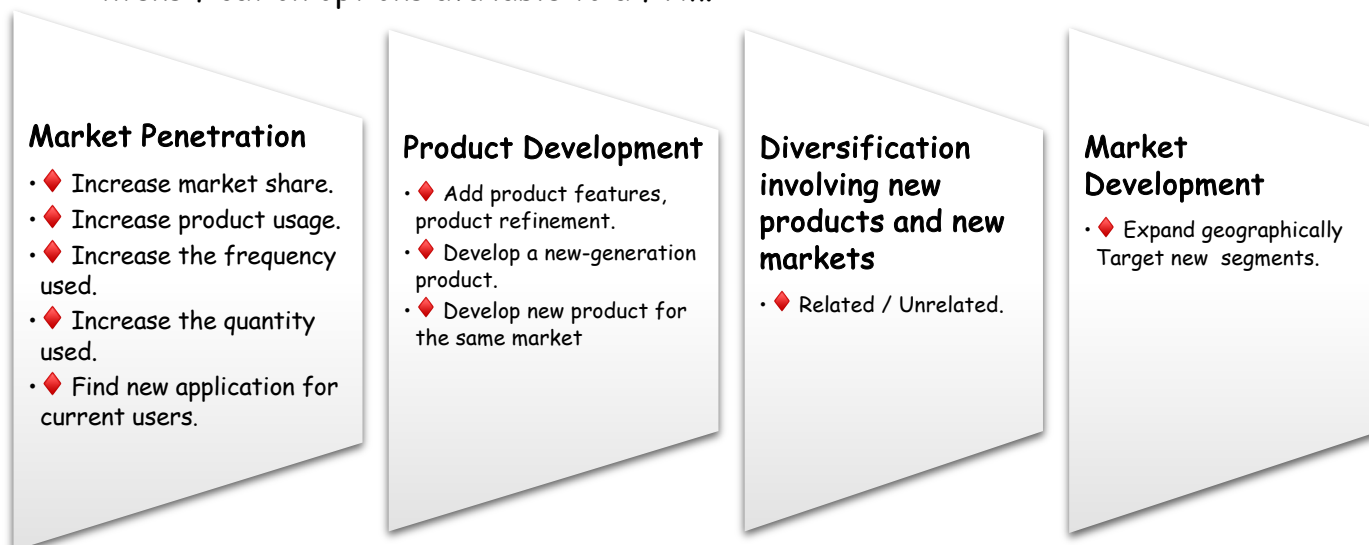 Market Penetration
• ♦ Increase market share.
• ♦ Increase product usage.
• ♦ Increase the frequency
used.
• ♦ Increase the quantity
used.
• ♦ Find new application for
current users.
Product Development
• ♦ Add product features,
product refinement.
• ♦ Develop a new-generation
product.
• ♦ Develop new product for
the same market
Diversification
involving new
products and new
markets
• ♦ Related / Unrelated.
Market
Development
• ♦ Expand geographically
Target new segments.